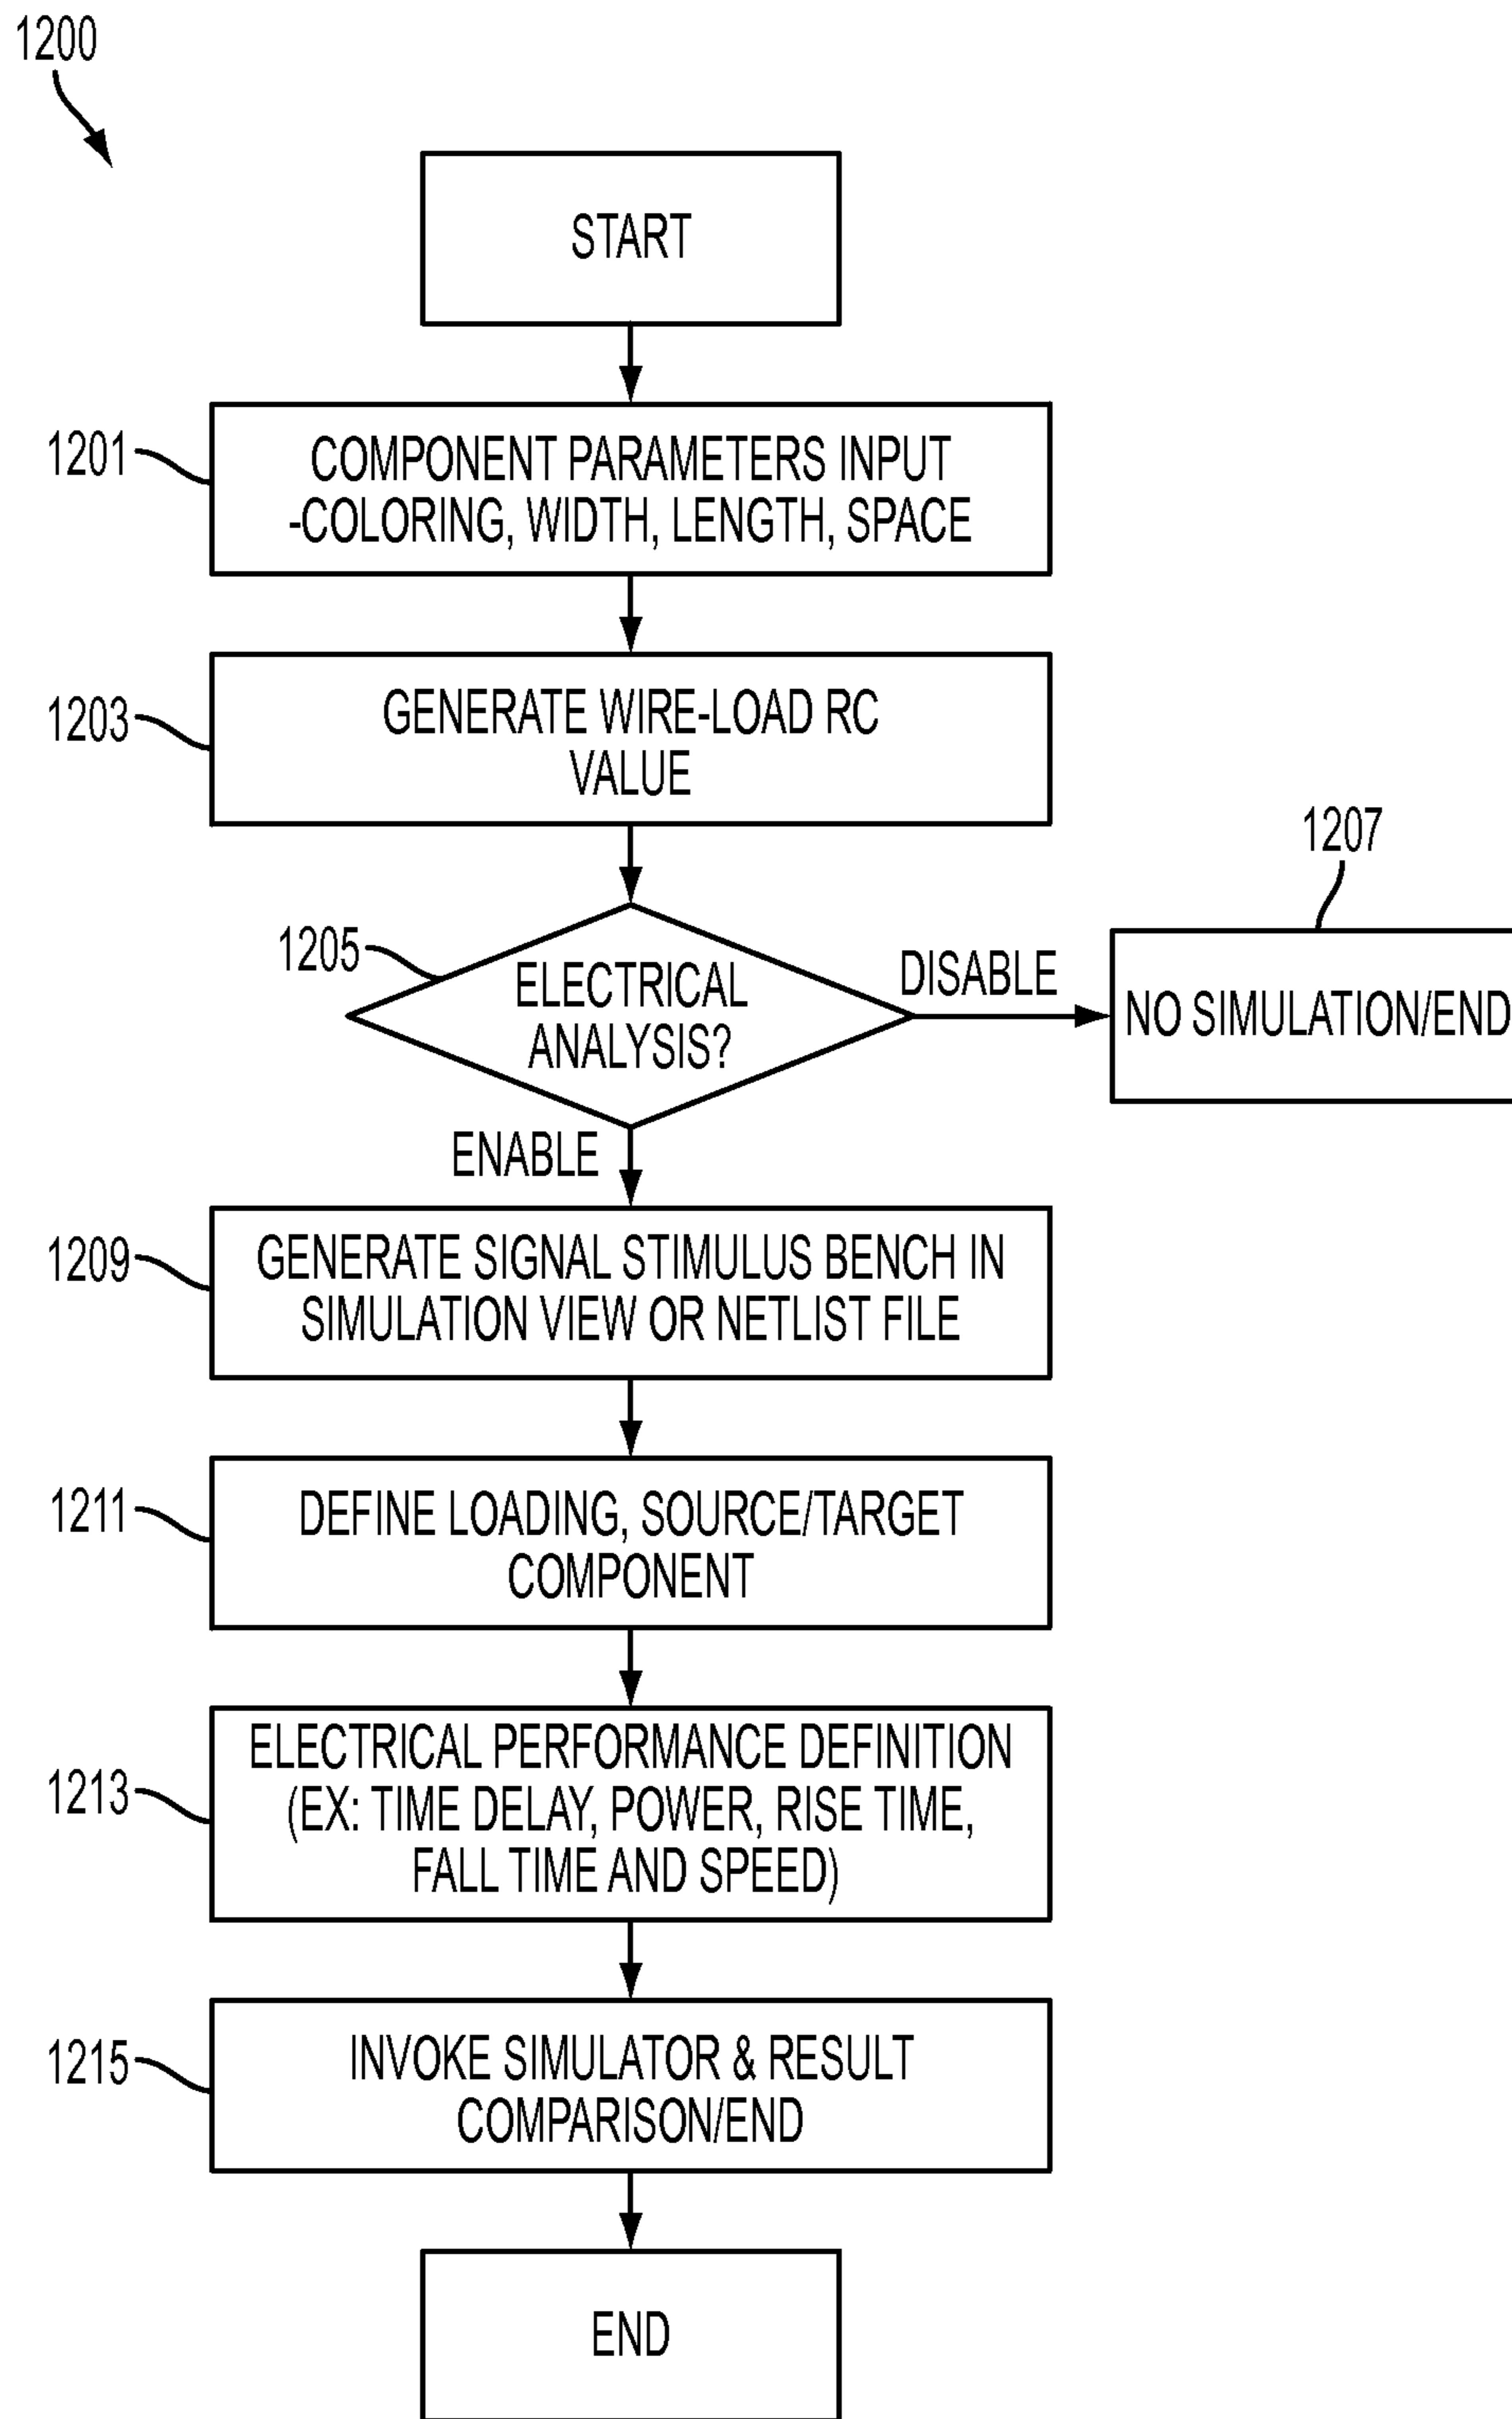 1200
START
1201
COMPONENT PARAMETERS INPUT
-COLORING, WIDTH, LENGTH, SPACE
1203
GENERATE WIRE-LOAD RC
VALUE
1205
ELECTRICAL
ANALYSIS?
DISABLE
1207
NO SIMULATION/END
ENABLE
1209
GENERATE SIGNAL STIMULUS BENCH IN
SIMULATION VIEW OR NETLIST FILE
1211
DEFINE LOADING, SOURCE/TARGET
COMPONENT
1213
ELECTRICAL PERFORMANCE DEFINITION
(EX: TIME DELAY, POWER, RISE TIME,
FALL TIME AND SPEED)
1215
INVOKE SIMULATOR & RESULT
COMPARISON/END
END